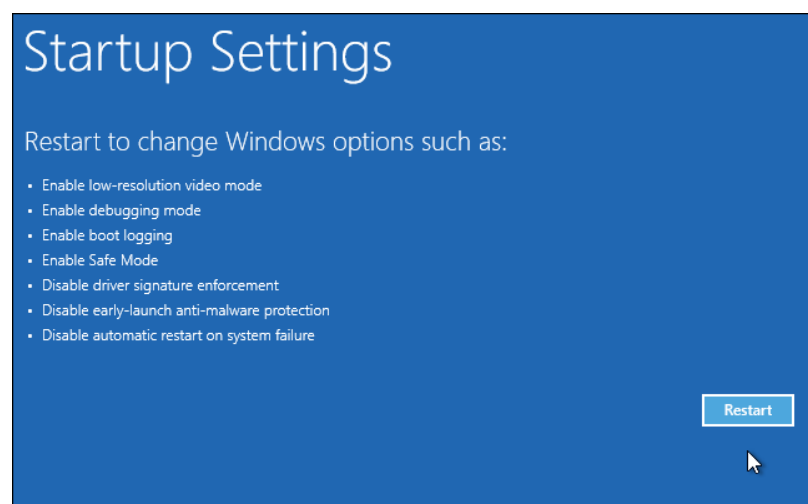 Startup Settings
Restart to change Windows options such as:
▪ Enable low-resolution video mode
▪ Enable debugging mode
▪ Enable boot logging
▪ Enable Safe Mode
▪ Disable driver signature enforcement
▪ Disable early-launch anti-malware protection
▪ Disable automatic restart on system failure
Restart